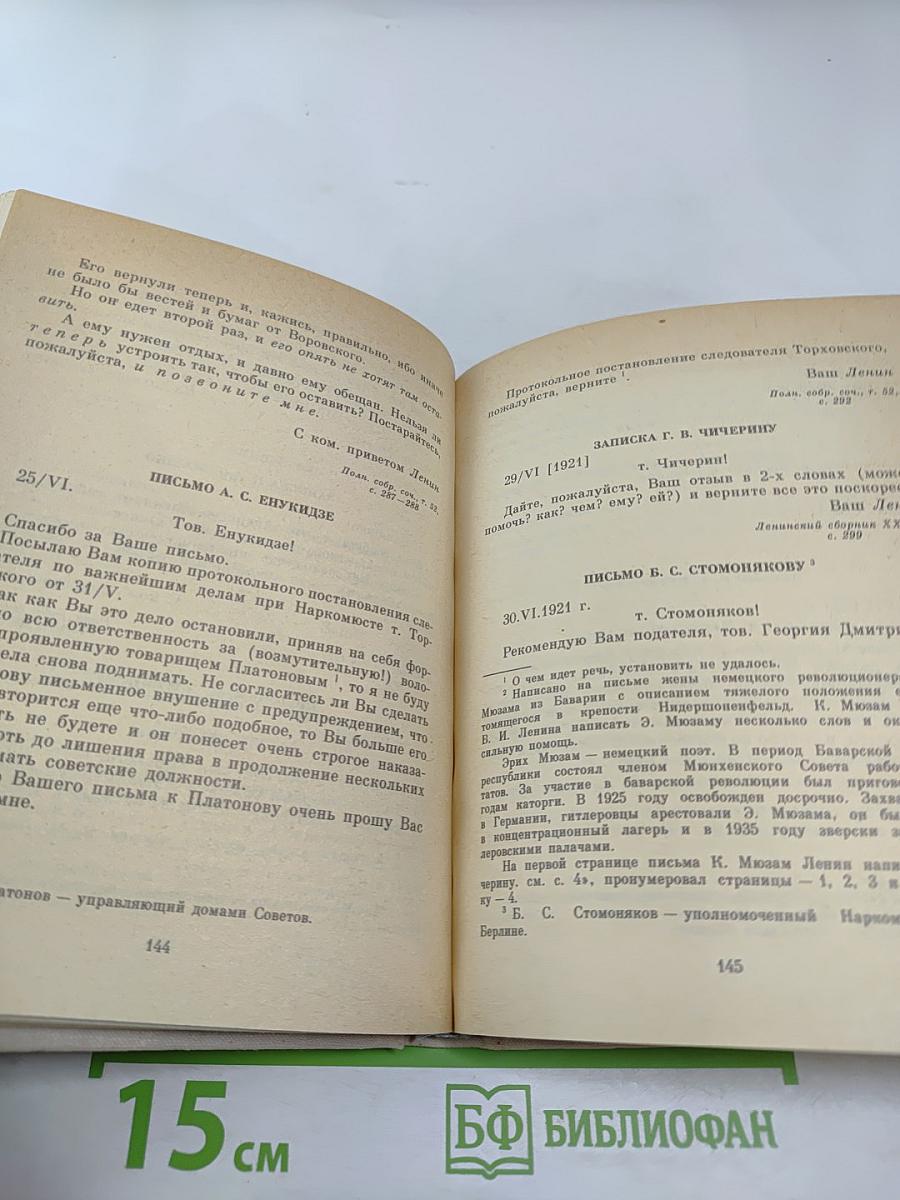 Его вернули теперь и, кажись, правильно, ибо иначе
не было бы вестей и бумаг от Воровского.
Но он едет второй раз, и его опять не хотят там оста-
вить.
А ему нужен отдых, и давно ему обещан. Нельзя ли
теперь устроить так, чтобы его оставить? Постарайтесь,
пожалуйста, и позвоните мне.
С ком. приветом Ленин
Полн. собр. соч., т. 52,
с. 287—288
ПИСЬМО А. С. ЕНУКИДЗЕ
25/VI.
Тов. Енукидзе!
Спасибо за Ваше письмо.
Посылаю Вам копию протокольного постановления сле-
ателя по важнейшим делам при Наркомюсте т. Тор-
кого от 31/V.
ак как Вы это дело остановили, приняв на себя фор-
о всю ответственность за (возмутительную!) воло-
проявленную товарищем Платоновым ¹, то я не буду
ела снова поднимать. Не согласитесь ли Вы сделать
ову письменное внушение с предупреждением, что
вторится еще что-либо подобное, то Вы больше его
ть не будете и он понесет очень строгое наказа-
оть до лишения права в продолжение нескольких
мать советские должности.
ю Вашего письма к Платонову очень прошу Вас
мне.
атонов — управляющий домами Советов.
144
Протокольное постановление следователя Торховского,
пожалуйста, верните ¹.
Ваш Ленин
Полн. собр. соч., т. 52,
с. 292
ЗАПИСКА Г. В. ЧИЧЕРИНУ
29/VI [1921]
т. Чичерин!
Дайте, пожалуйста, Ваш отзыв в 2-х словах (може
помочь? как? чем? ему? ей?) и верните все это поскорее
Ваш Лен
Ленинский сборник XX
с. 299
ПИСЬМО Б. С. СТОМОНЯКОВУ ³
30.VI.1921 г.
т. Стомоняков!
Рекомендую Вам подателя, тов. Георгия Дмитри
¹ О чем идет речь, установить не удалось.
² Написано на письме жены немецкого революционер
Мюзама из Баварии с описанием тяжелого положения е
томящегося в крепости Нидершоненфельд. К. Мюзам
В. И. Ленина написать Э. Мюзаму несколько слов и ок
сильную помощь.
Эрих Мюзам — немецкий поэт. В период Баварской
республики состоял членом Мюнхенского Совета рабо
татов. За участие в баварской революции был пригов
годам каторги. В 1925 году освобожден досрочно. Захва
в Германии, гитлеровцы арестовали Э. Мюзама, он бы
в концентрационный лагерь и в 1935 году зверски за
леровскими палачами.
На первой странице письма К. Мюзам Ленин напи
черину. см. с. 4», пронумеровал страницы — 1, 2, 3 и
ку — 4.
³ Б. С. Стомоняков — уполномоченный Нарком
Берлине.
145
15 см
БФ БИБЛИОФАН